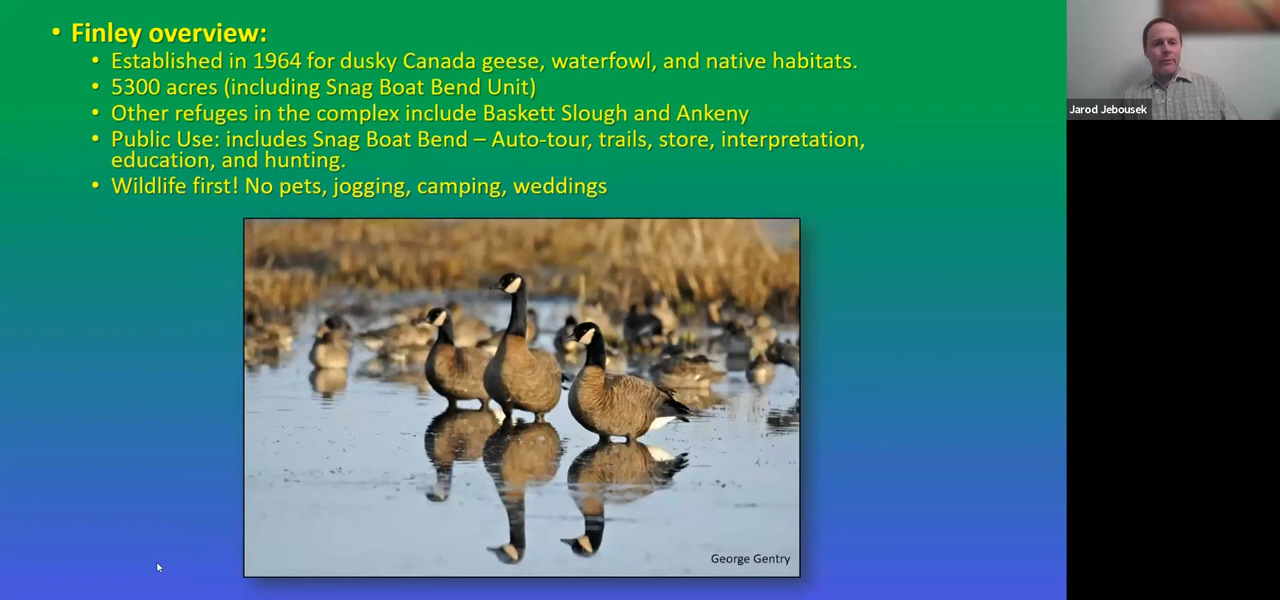 • Finley overview:
• Established in 1964 for dusky Canada geese, waterfowl, and native habitats.
• 5300 acres (including Snag Boat Bend Unit)
• Other refuges in the complex include Baskett Slough and Ankeny
• Public Use: includes Snag Boat Bend – Auto-tour, trails, store, interpretation,
education, and hunting.
• Wildlife first! No pets, jogging, camping, weddings
George Gentry
Jarod Jebousek